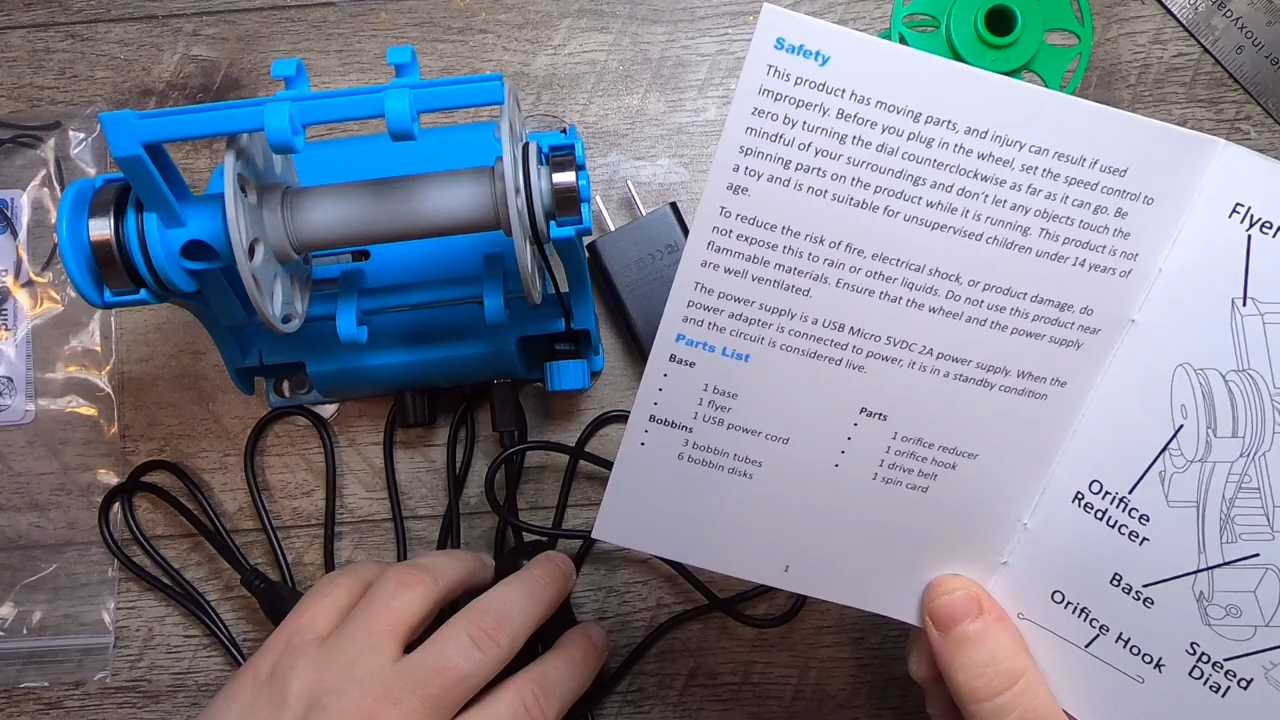 Safety
This product has moving parts, and injury can result if used
improperly. Before you plug in the wheel, set the speed control to
zero by turning the dial counterclockwise as far as it can go. Be
mindful of your surroundings and don't let any objects touch the
spinning parts on the product while it is running. This product is not
a toy and is not suitable for unsupervised children under 14 years of
age.
To reduce the risk of fire, electrical shock, or product damage, do
not expose this to rain or other liquids. Do not use this product near
flammable materials. Ensure that the wheel and the power supply
are well ventilated.
The power supply is a USB Micro 5VDC 2A power supply. When the
power adapter is connected to power, it is in a standby condition
and the circuit is considered live.
Parts List
Base
• 1 base
• 1 flyer
• 1 USB power cord
Bobbins
• 3 bobbin tubes
• 6 bobbin disks
Parts
• 1 orifice reducer
• 1 orifice hook
• 1 drive belt
• 1 spin card
1
Flyer
Orifice
Reducer
Base
Orifice Hook
Speed
Dial